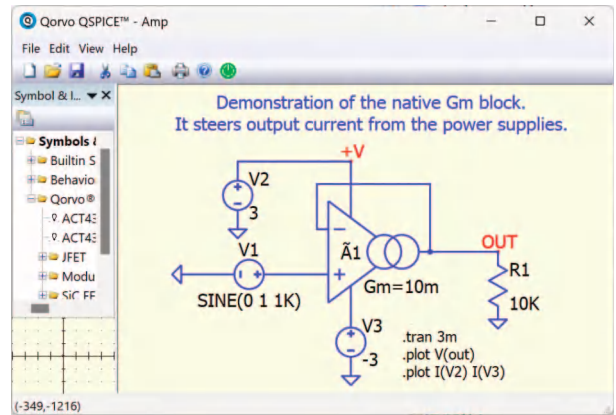 Qorvo QSPICE™ - Amp
File Edit View Help
Symbol & I...
Symbols &
Builtin S
Behavio
Qorvo®
ACT43
ACT43
JFET
Modu
SiC FE
Demonstration of the native Gm block.
It steers output current from the power supplies.
+V
V2
3
V1
SINE(0 1 1K)
Ã1
Gm=10m
OUT
R1
10K
V3
-3
.tran 3m
.plot V(out)
.plot I(V2) I(V3)
(-349,-1216)